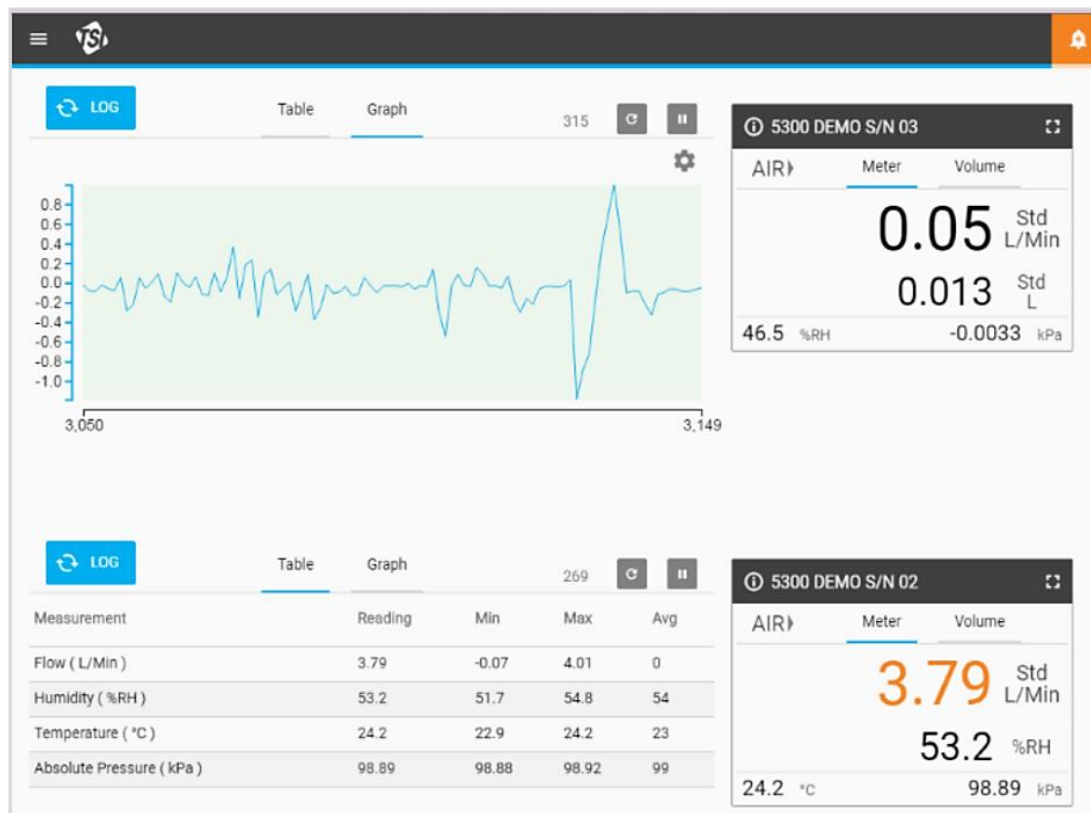 TSI
LOG Table Graph 315
0.8
0.6
0.4
0.2
0.0
-0.2
-0.4
-0.6
-0.8
-1.0
3,050 3,149
5300 DEMO S/N 03
AIR Meter Volume
0.05 Std L/Min
0.013 Std L
46.5 %RH -0.0033 kPa
LOG Table Graph 269
Measurement Reading Min Max Avg
Flow ( L/Min ) 3.79 -0.07 4.01 0
Humidity ( %RH ) 53.2 51.7 54.8 54
Temperature ( °C ) 24.2 22.9 24.2 23
Absolute Pressure ( kPa ) 98.89 98.88 98.92 99
5300 DEMO S/N 02
AIR Meter Volume
3.79 Std L/Min
53.2 %RH
24.2 °C 98.89 kPa